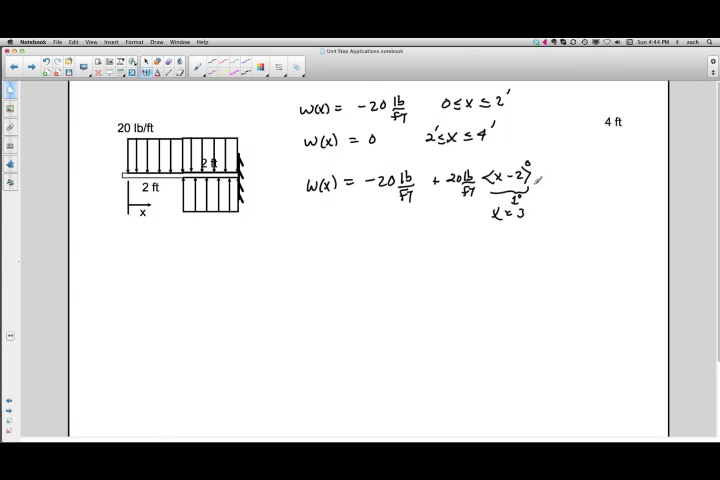 Notebook File Edit View Insert Format Draw Window Help
Sun 4:44 PM zach
Unit Step Applications.notebook
w(x) = -20 lb/ft 0 ≤ x ≤ 2'
20 lb/ft
4 ft
w(x) = 0 2' ≤ x ≤ 4'
2 ft
w(x) = -20 lb/ft + 20 lb/ft <x-2>⁰
2 ft
1⁰
x
x = 3